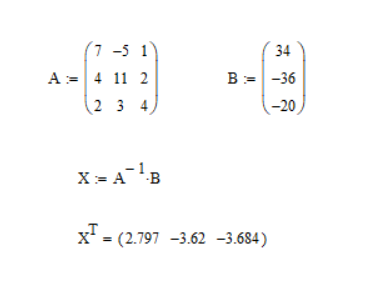 A := ( 7 -5 1 4 11 2 2 3 4 ) B := ( 34 -36 -20 )
X := A⁻¹·B
Xᵀ = (2.797 -3.62 -3.684)